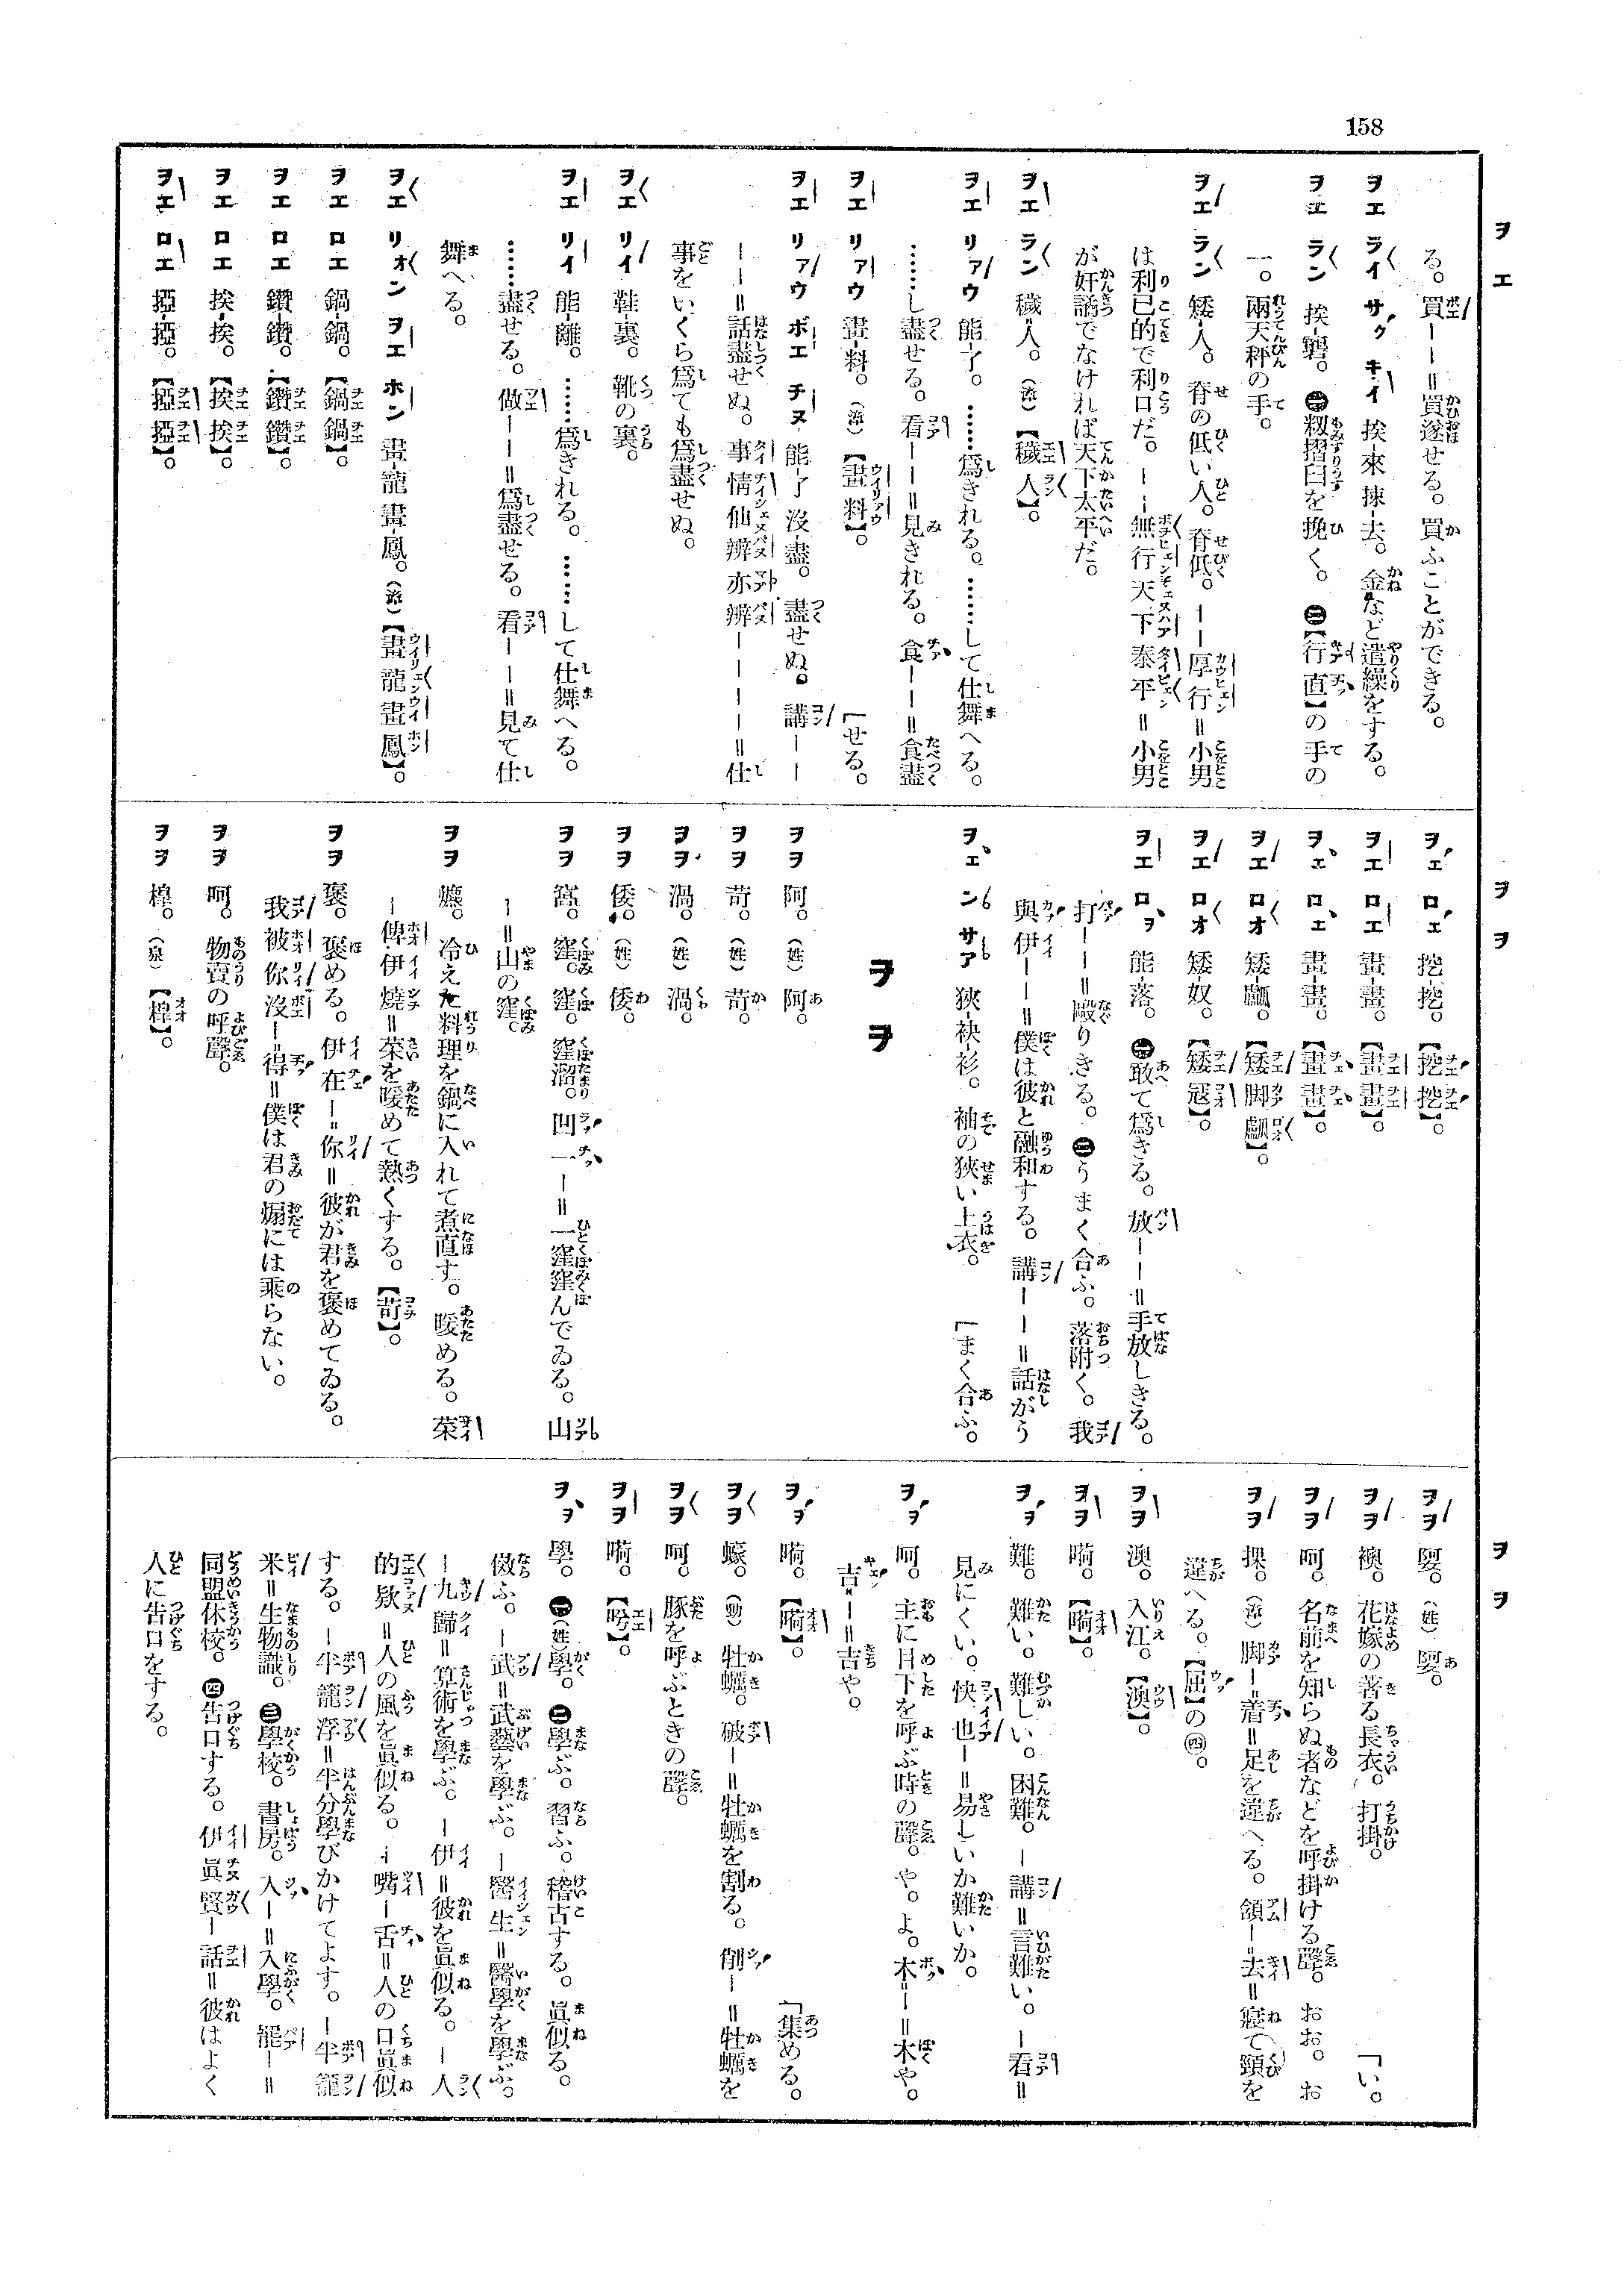 158
ヲエ
る。買ーー＝買遂せる。買ふことができる。
ヲエ ライ サク キイ 挨-來 揀-去。金など遣繰をする。
ヲエ ラン 挨-礱。㊀籾摺臼を挽く。㊁【行直】の手の
一。兩天秤の手。
ヲエ ラン 矮-人。脊の低い人。脊低。ーー厚行＝小男
は利己的で利口だ。ーー無行天下泰平＝小男
が奸譎でなければ天下太平だ。
ヲエ ラン 穢-人。（漳）【穢人】。
ヲエ リアウ 能-了。……爲きれる。……して仕舞へる。
……し盡せる。看ーー＝見きれる。食ーー＝食盡
「せる。
ヲエ リアウ 畫-料。（漳）【畫料】。
ヲエ リアウ ボエ チヌ 能-了 沒-盡。盡せぬ。講ーー
ーー＝話盡せぬ。事情仙辨亦辨ーーーー＝仕
事をいくら爲ても爲盡せぬ。
ヲエ リイ 鞋-裏。靴の裏。
ヲエ リイ 能-離。……爲きれる。……して仕舞へる。
……盡せる。做ーー＝爲盡せる。看ーー＝見て仕
舞へる。
ヲエ リオン ヲエ ホン 畫-龍 畫-鳳。（漳）【畫龍畫鳳】。
ヲエ ロエ 鍋-鍋。【鍋鍋】。
ヲエ ロエ 鑽-鑽。【鑽鑽】。
ヲエ ロエ 挨-挨。【挨挨】。
ヲエ ロエ 掗-掗。【掗掗】。
ヲヲ
ヲエ ロエ 挖-挖。【挖挖】。
ヲエ ロエ 畫-畫。【畫畫】。
ヲエ ロエ 畫-畫。【畫畫】。
ヲエ ロオ 矮-顱。【矮脚顱】。
ヲエ ロオ 矮-奴。【矮寇】。
ヲエ ロヲ 能-落。㊀敢て爲きる。放ーー＝手放しきる。
打ーー＝毆りきる。㊁うまく合ふ。落附く。我
與伊ーー＝僕は彼と融和する。講ーー＝話がう
「まく合ふ。
ヲエン サア 狹-袂-衫。袖の狹い上衣。
ヲヲ
ヲヲ 阿。（姓）阿。
ヲヲ 苛。（姓）苛。
ヲヲ 渦。（姓）渦。
ヲヲ 倭。（姓）倭。
ヲヲ 窩。窪。窪。窪溜。凹一ー＝一窪窪んでゐる。山
ー＝山の窪。
ヲヲ 冷えた料理を鍋に入れて煮直す。暖める。菜
ー俾伊燒＝菜を暖めて熱くする。【苛】。
ヲヲ 褒。褒める。伊在ー你＝彼が君を褒めてゐる。
我被你沒ー得＝僕は君の煽には乘らない。
ヲヲ 呵。物賣の呼聲。
ヲヲ （泉）
ヲヲ
ヲヲ 婴。（姓）
ヲヲ 襖。花嫁の著る長衣。打掛。
「い。
ヲヲ 呵。名前を知らぬ者などを呼掛ける聲。おお。お
ヲヲ （漳）脚ー着＝足を違へる。頷ー去＝寢て頸を
違へる。【屈】の㊃。
ヲヲ 澳。入江。【澳】。
ヲヲ 嗬。【嗬】。
ヲヲ 難。難い。難しい。困難。ー講＝言難い。ー看＝
見にくい。快也ー＝易しいか難いか。
ヲヲ 呵。主に目下を呼ぶ時の聲。や。よ。木ー＝木や。
吉ー＝吉や。
ヲヲ 嗬。【嗬】。
「集める。
ヲヲ 蠔。（動）牡蠣。破ー＝牡蠣を割る。削ー＝牡蠣を
ヲヲ 呵。豚を呼ぶときの聲。
ヲヲ
ヲヲ 學。㊀（姓）學。㊁學ぶ。習ふ。稽古する。眞似る。
傚ふ。ー武＝武藝を學ぶ。ー醫生＝醫學を學ぶ。
ー九歸＝算術を學ぶ。ー伊＝彼を眞似る。ー人
的欵＝人の風を眞似る。ー嘴ー舌＝人の口眞似
する。ー半籠浮＝半分學びかけてよす。ー半籠
米＝生物識。㊂學校。書房。入ー＝入學。罷ー＝
同盟休校。㊃告口する。伊眞賢ー話＝彼はよく
人に告口をする。